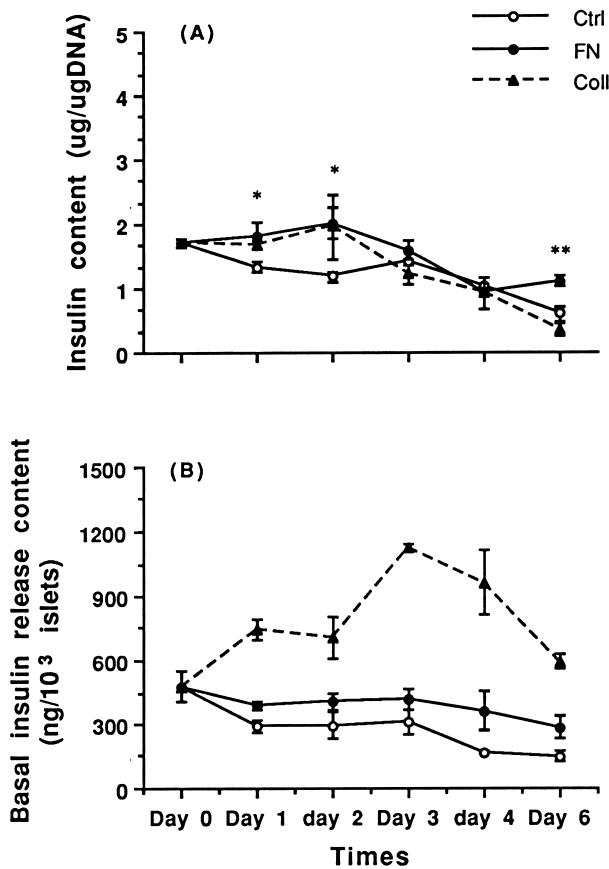 Ctrl
FN
Coll
(A)
Insulin content (ug/ugDNA)
5
4
3
2
1
0
*
*
**
(B)
Basal insulin release content
(ng/10³ islets)
1500
1200
900
600
300
0
Day 0 Day 1 day 2 Day 3 day 4 Day 6
Times